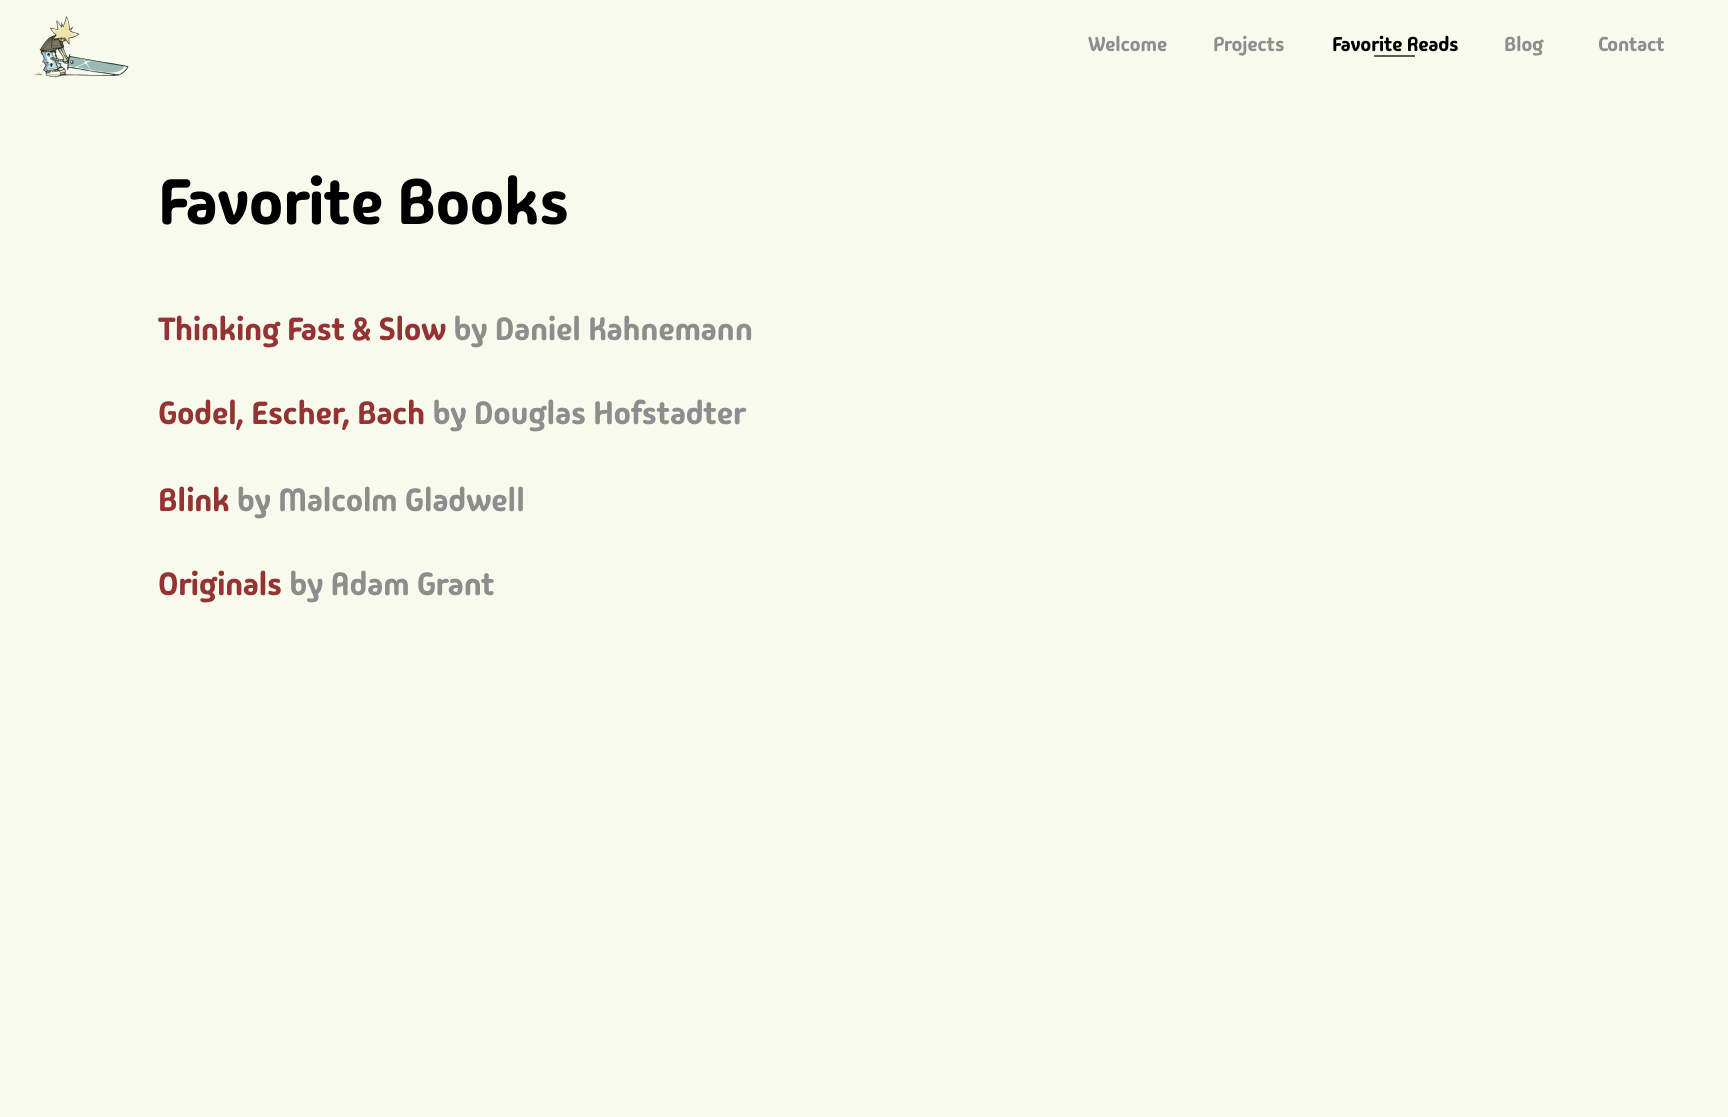 Welcome Projects Favorite Reads Blog Contact
Favorite Books
Thinking Fast & Slow by Daniel Kahnemann
Godel, Escher, Bach by Douglas Hofstadter
Blink by Malcolm Gladwell
Originals by Adam Grant